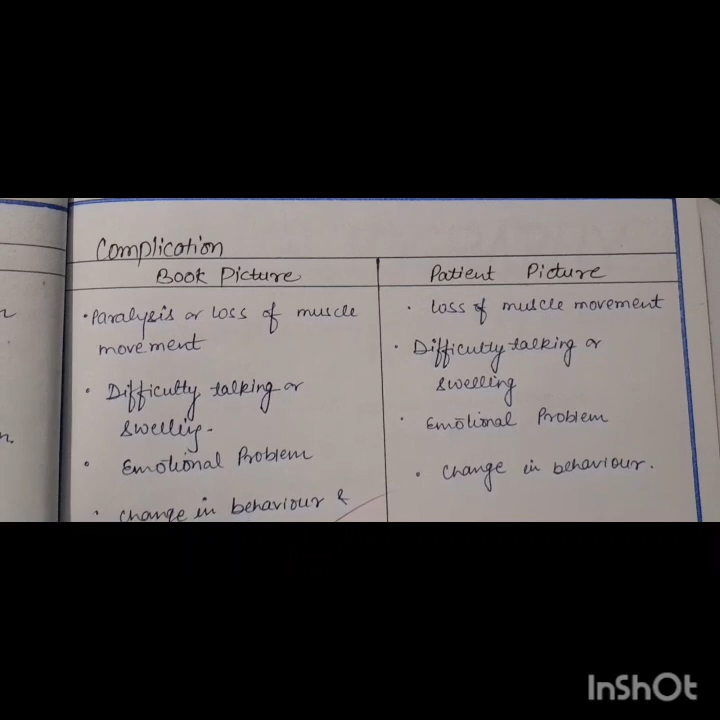 Complication
Book Picture
Patient Picture
• Paralysis or loss of muscle
movement
• Difficulty talking or
swelling.
• Emotional Problem
• change in behaviour &
• loss of muscle movement
• Difficulty talking or
swelling
• Emotional Problem
• change in behaviour.
InShOt